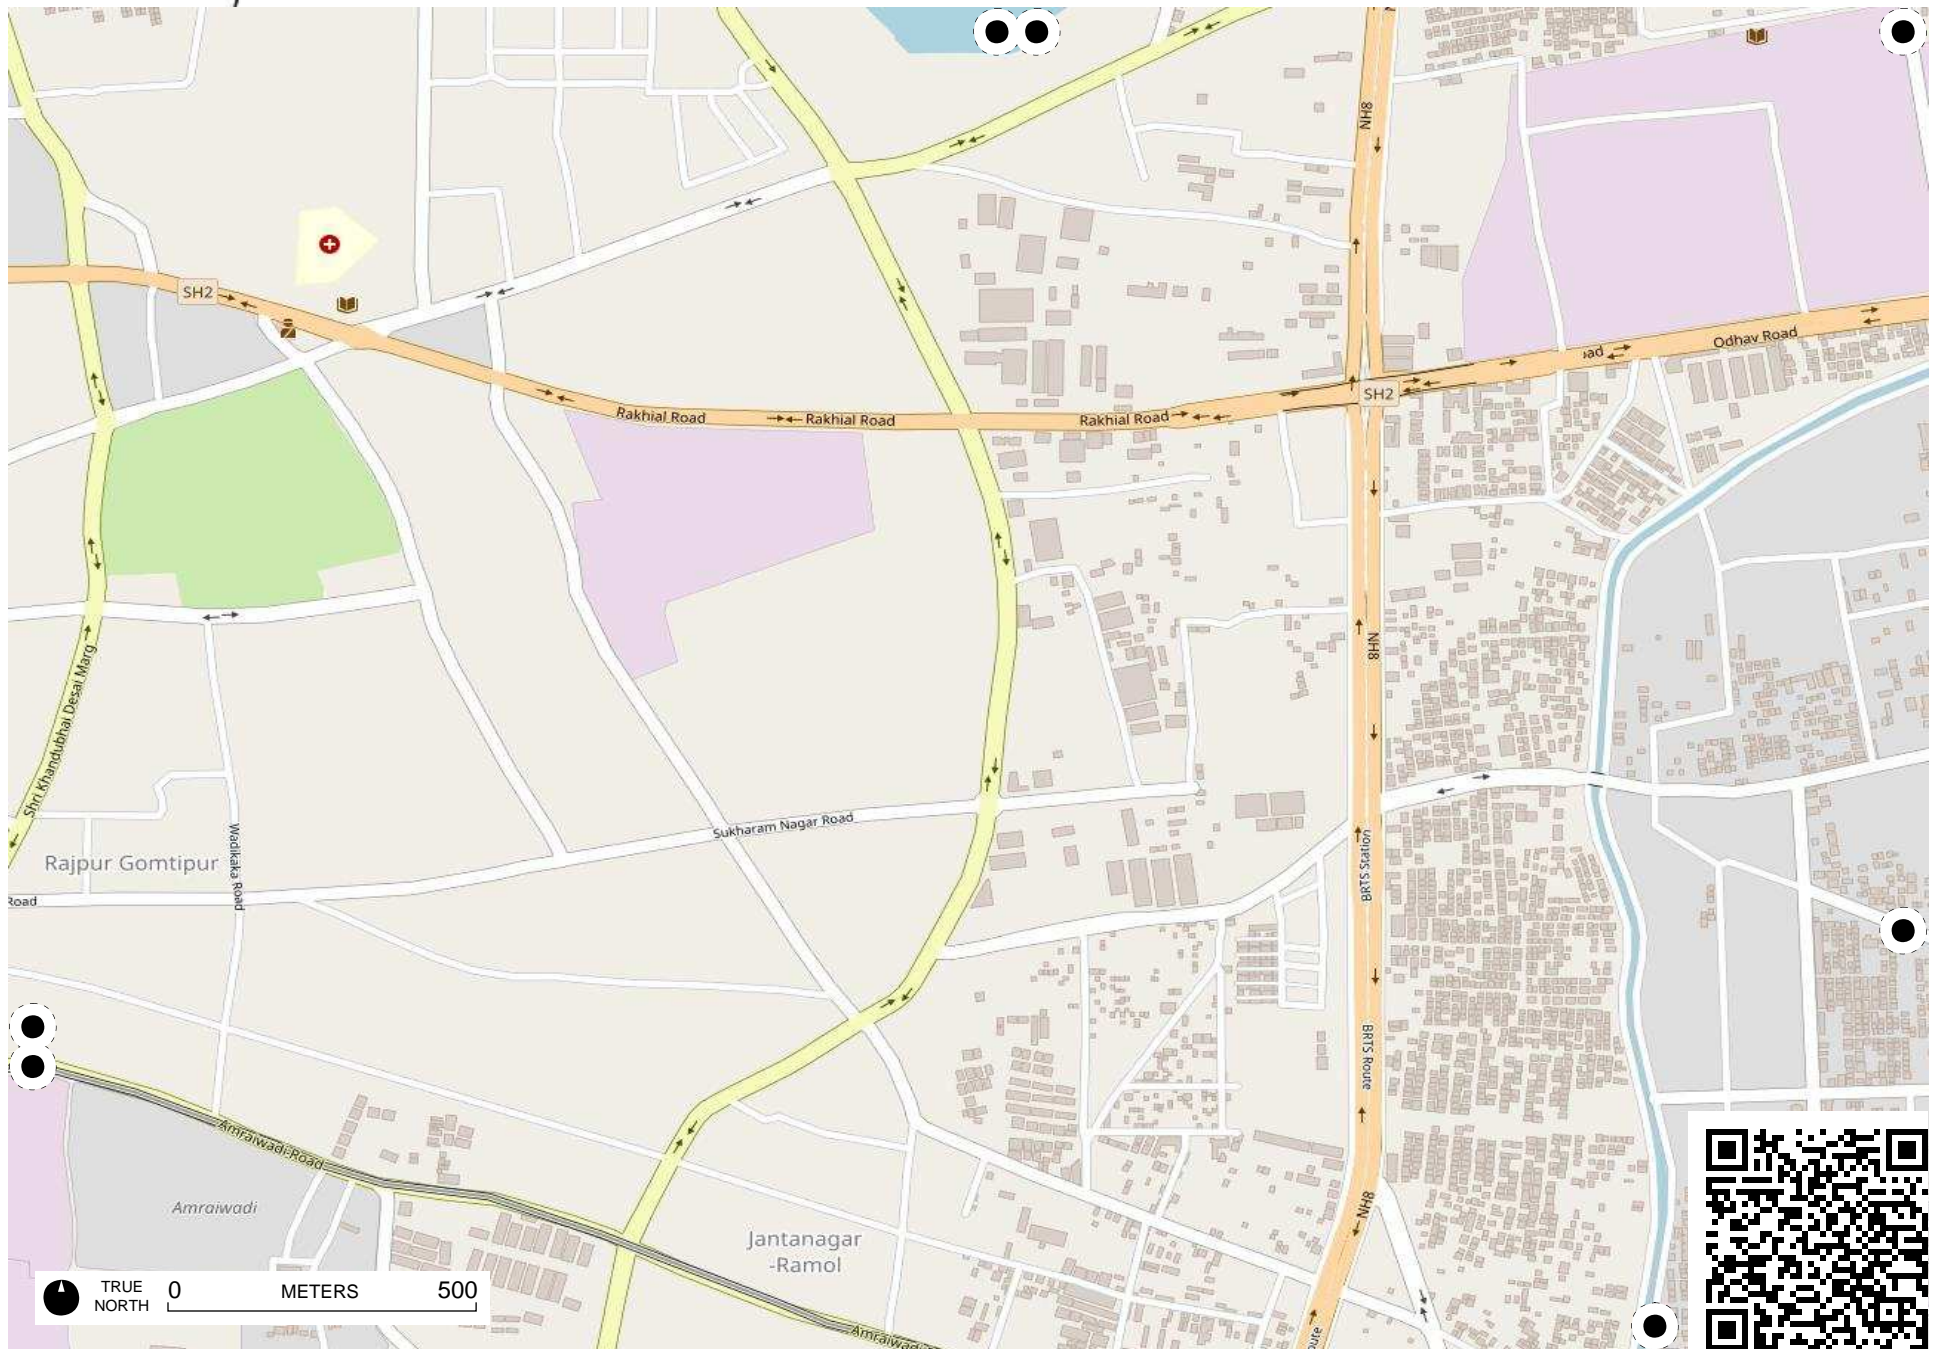 NH8
SH2
Odhav Road
SH2
Rakhial Road
Rakhial Road
Rakhial Road
NH8
Shri Khandubhai Desai Marg
Sukharam Nagar Road
Wadikaka Road
Rajpur Gomtipur
BRTS Station
Road
BRTS Route
Amraiwadi Road
NH8
Amraiwadi
Jantanagar
-Ramol
TRUE
NORTH
0 METERS 500